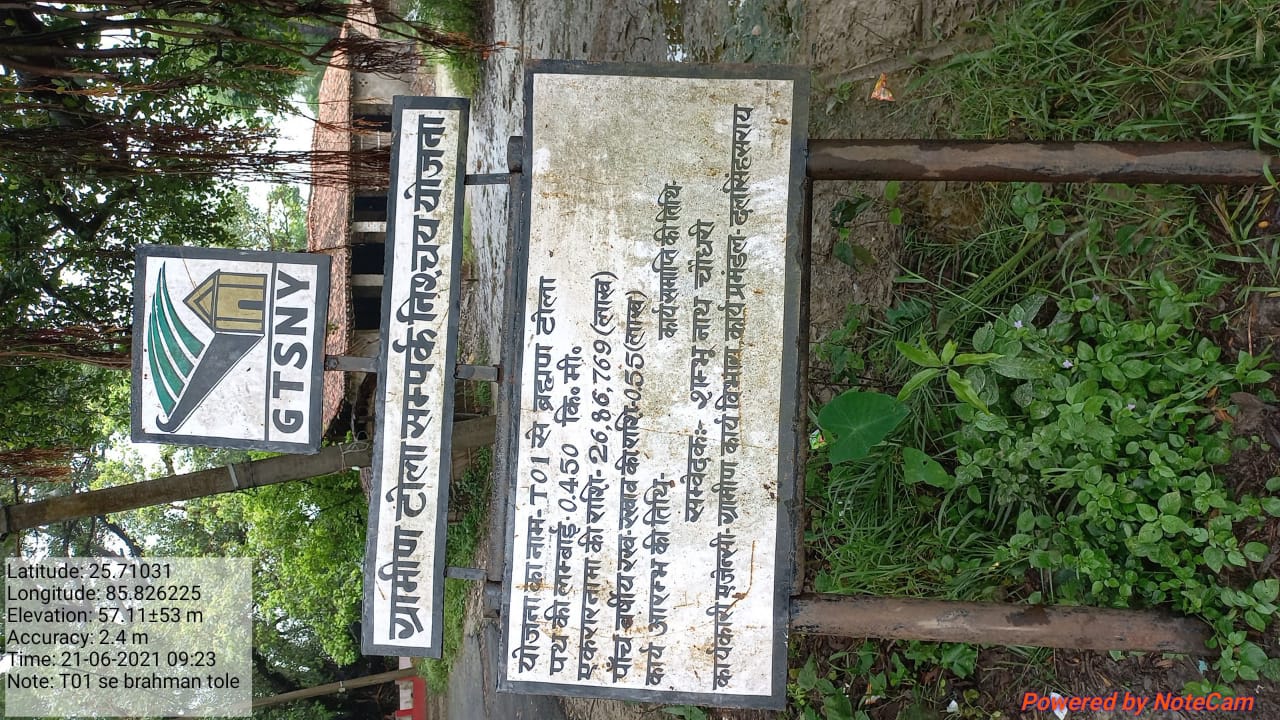 GTSNY
ग्रामीण टोला सम्पर्क निश्चय योजना
योजना का नाम- T01 से ब्रह्मण टोला
पथ की लम्बाई- 0.450 कि॰ मी॰
एकरारनामा की राशि- 26,86,769 (लाख)
पाँच वर्षीय रख-रखाव की राशि- 0.55 (लाख)
कार्य आरम्भ की तिथि- कार्य समाप्ति की तिथि-
सम्वेदक:- शम्भु नाथ चौधरी
कार्यकारी एजेन्सी- ग्रामीण कार्य विभाग कार्य प्रमंडल- दलसिंहसराय
Latitude: 25.71031
Longitude: 85.826225
Elevation: 57.11±53 m
Accuracy: 2.4 m
Time: 21-06-2021 09:23
Note: T01 se brahman tole
Powered by NoteCam